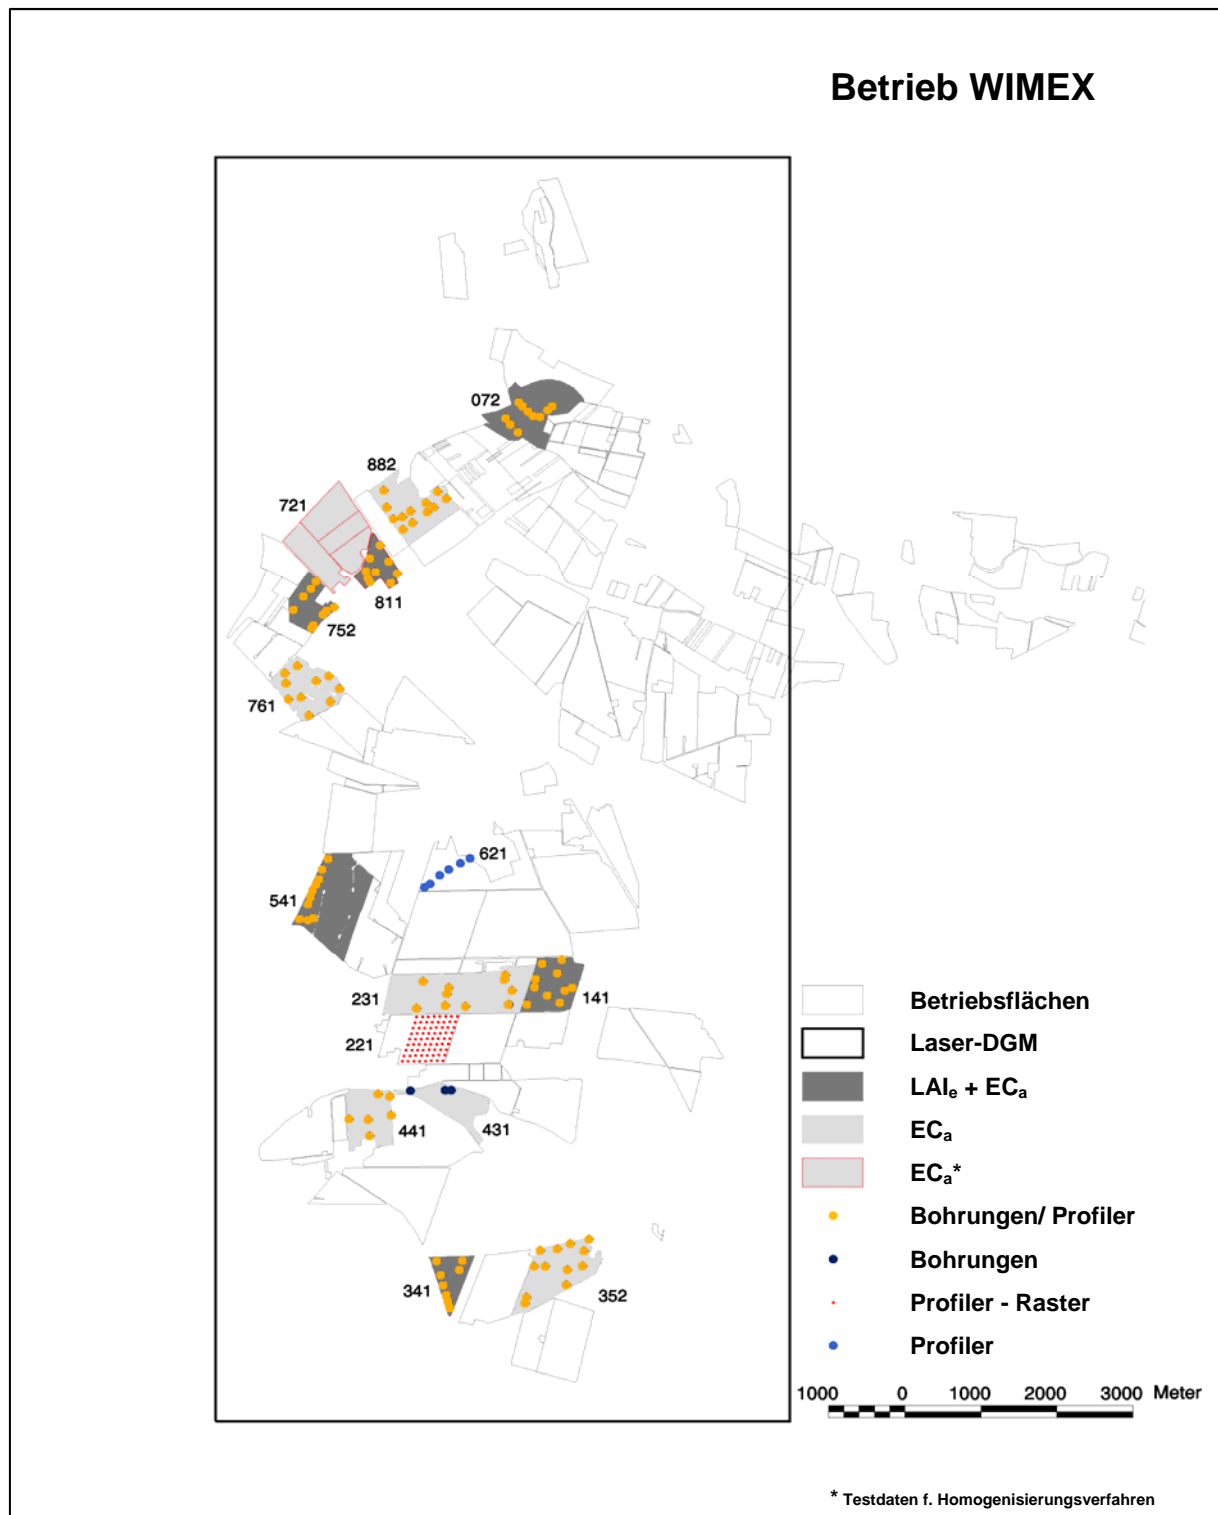 Betrieb WIMEX
072
882
721
811
752
761
621
541
231
141
221
441
431
341
352
Betriebsflächen
Laser-DGM
LAIe + ECa
ECa
ECa*
Bohrungen/ Profiler
Bohrungen
Profiler - Raster
Profiler
1000 0 1000 2000 3000 Meter
* Testdaten f. Homogenisierungsverfahren